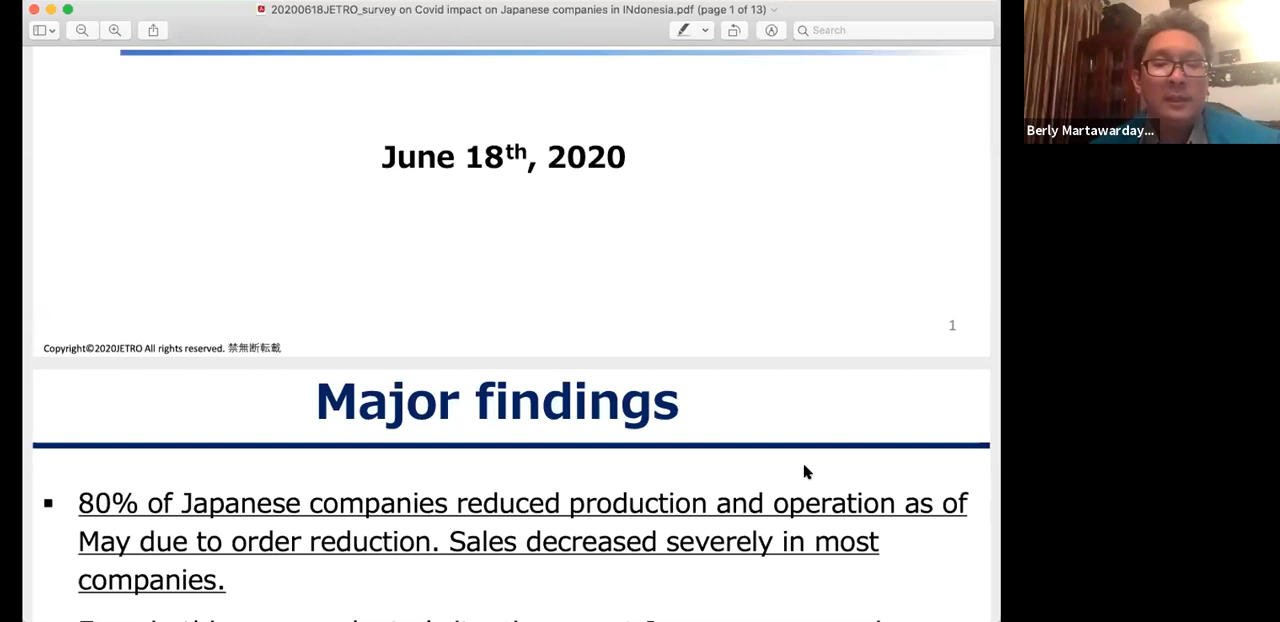 20200618JETRO_survey on Covid impact on Japanese companies in INdonesia.pdf (page 1 of 13)
Search
Berly Martawarday...
June 18th, 2020
1
Copyright©2020JETRO All rights reserved. 禁無断転載
Major findings
▪ 80% of Japanese companies reduced production and operation as of
May due to order reduction. Sales decreased severely in most
companies.